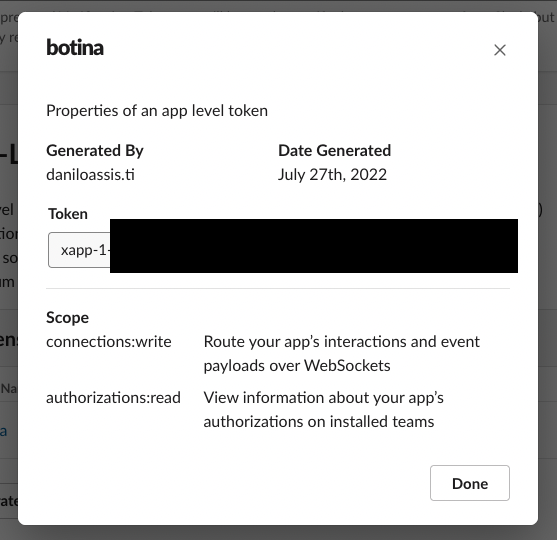 botina
Properties of an app level token
Generated By
Date Generated
daniloassis.ti
July 27th, 2022
Token
xapp-1-
Scope
connections:write
Route your app's interactions and event
payloads over WebSockets
authorizations:read
View information about your app's
authorizations on installed teams
Done